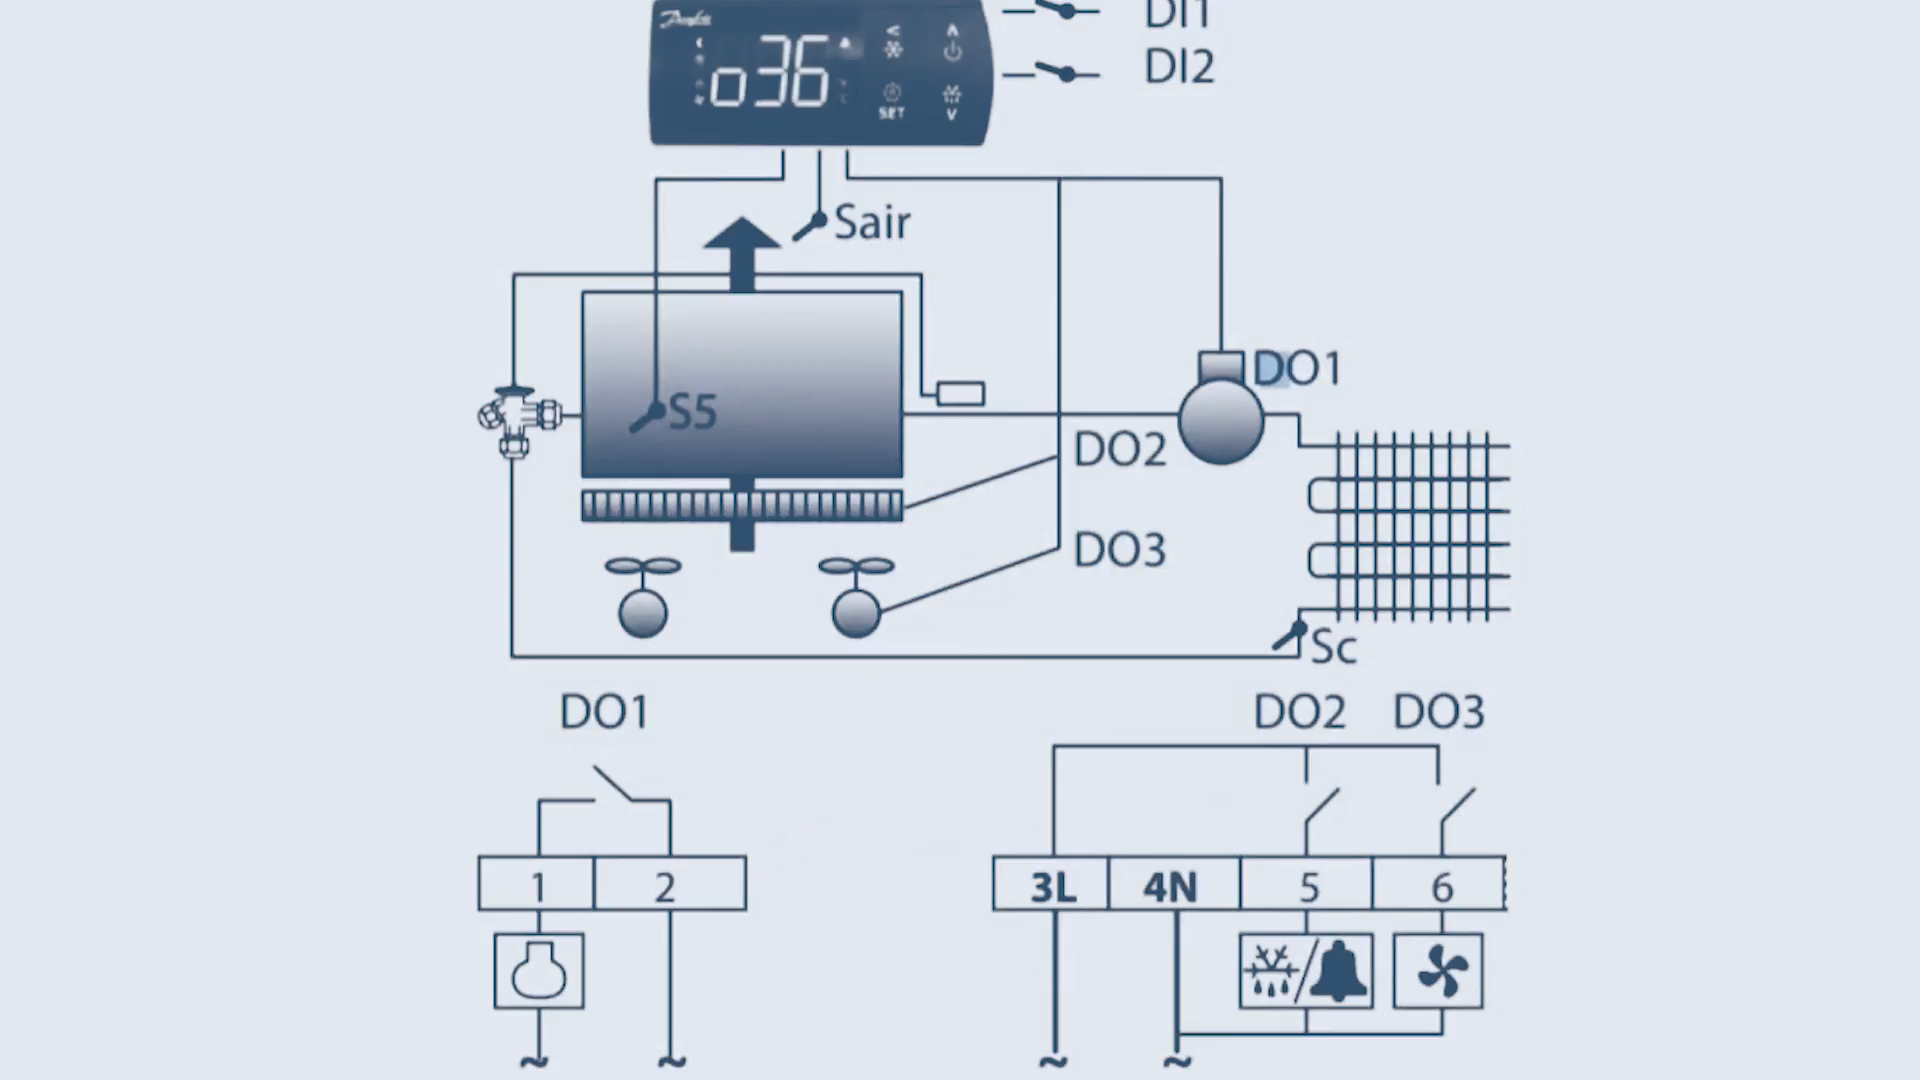 Danfoss
DI1
o36
SET
DI2
Sair
DO1
S5
DO2
DO3
Sc
DO1
DO2 DO3
1 2
3L 4N 5 6
~ ~ ~ ~